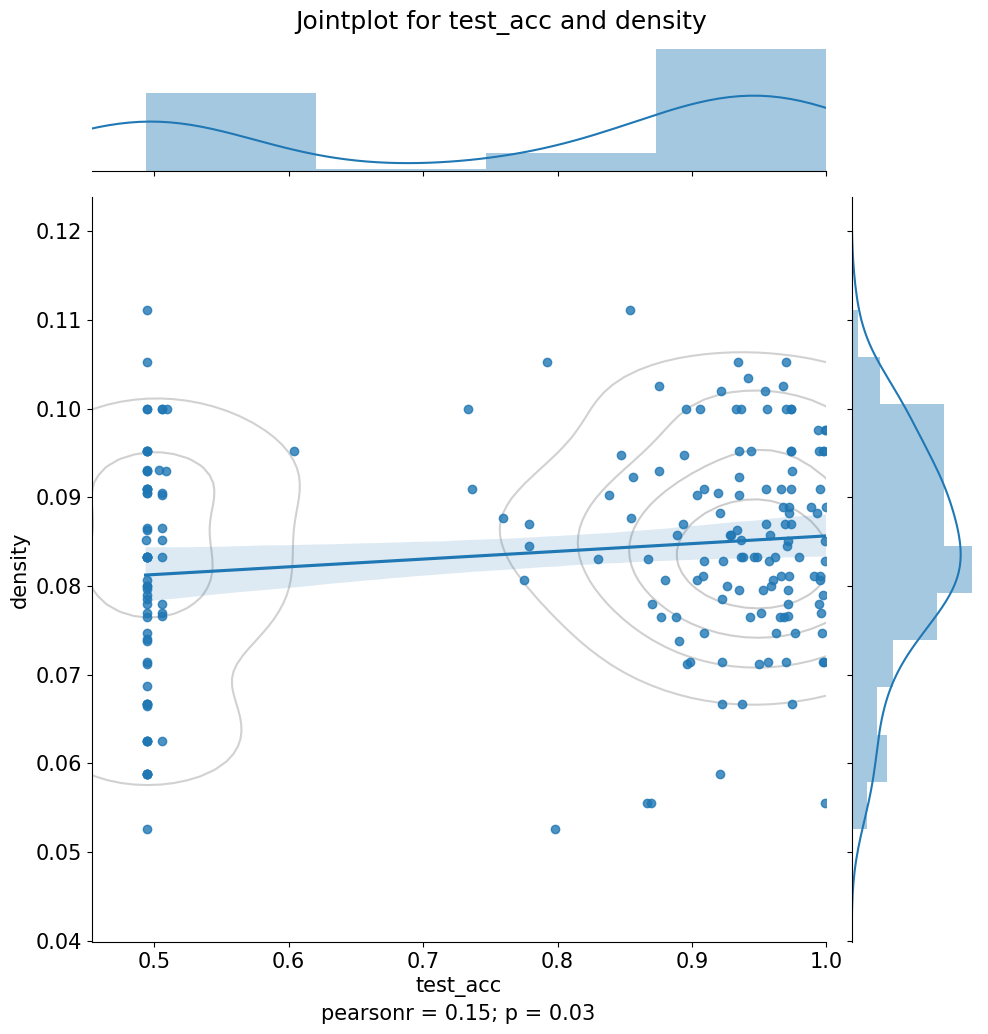 Jointplot for test_acc and density
0.12
0.11
0.10
0.09
0.08
0.07
0.06
0.05
0.04
density
0.5 0.6 0.7 0.8 0.9 1.0
test_acc
pearsonr = 0.15; p = 0.03